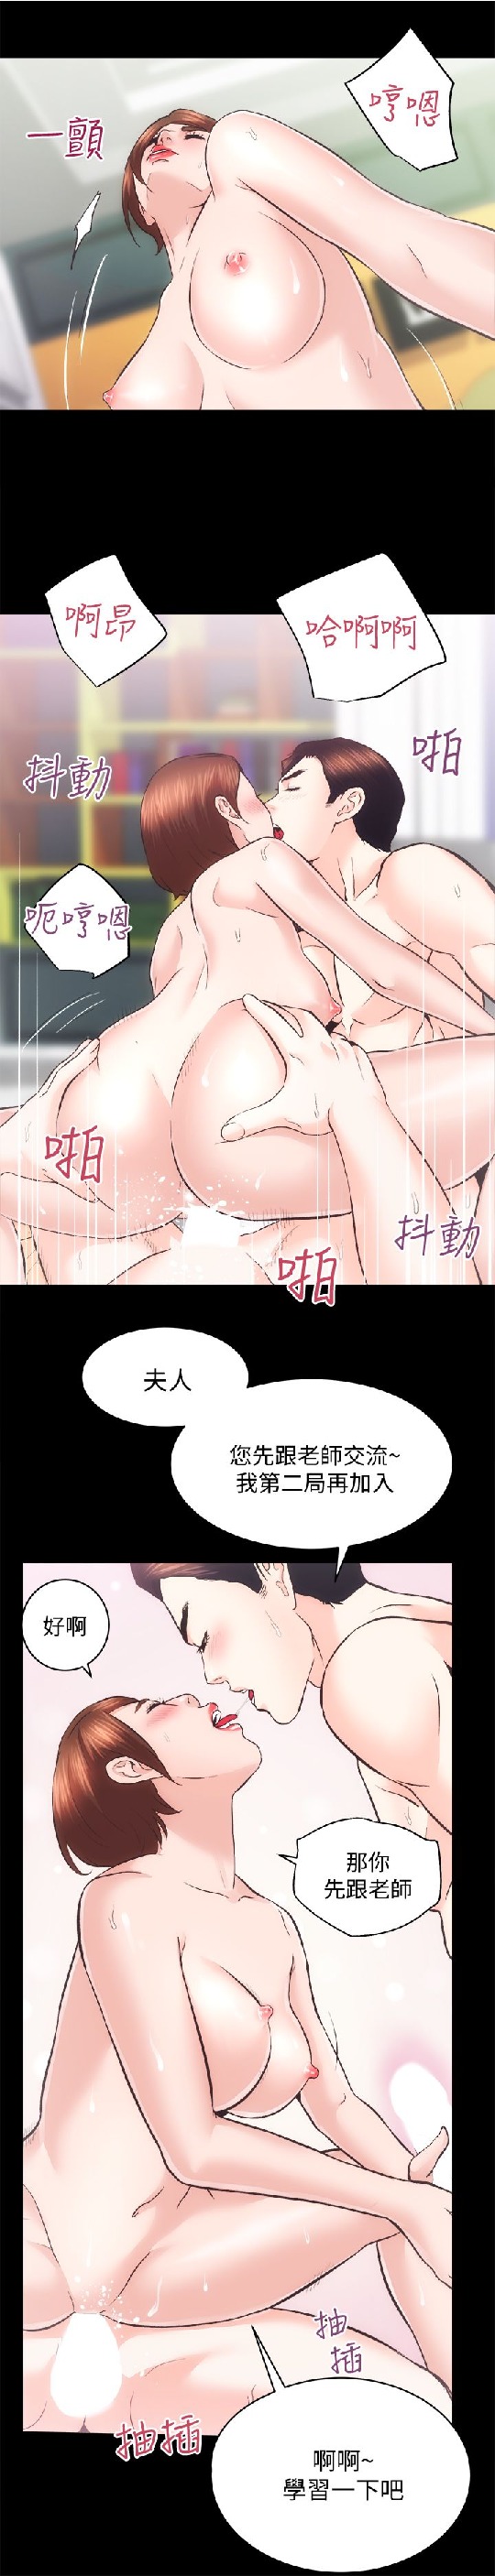 哼嗯
一顫
啊昂
哈啊啊
啪
抖動
呃哼嗯
啪
抖動
啪
夫人
您先跟老師交流~
我第二局再加入
好啊
那你
先跟老師
抽
插
抽插
啊啊~
學習一下吧